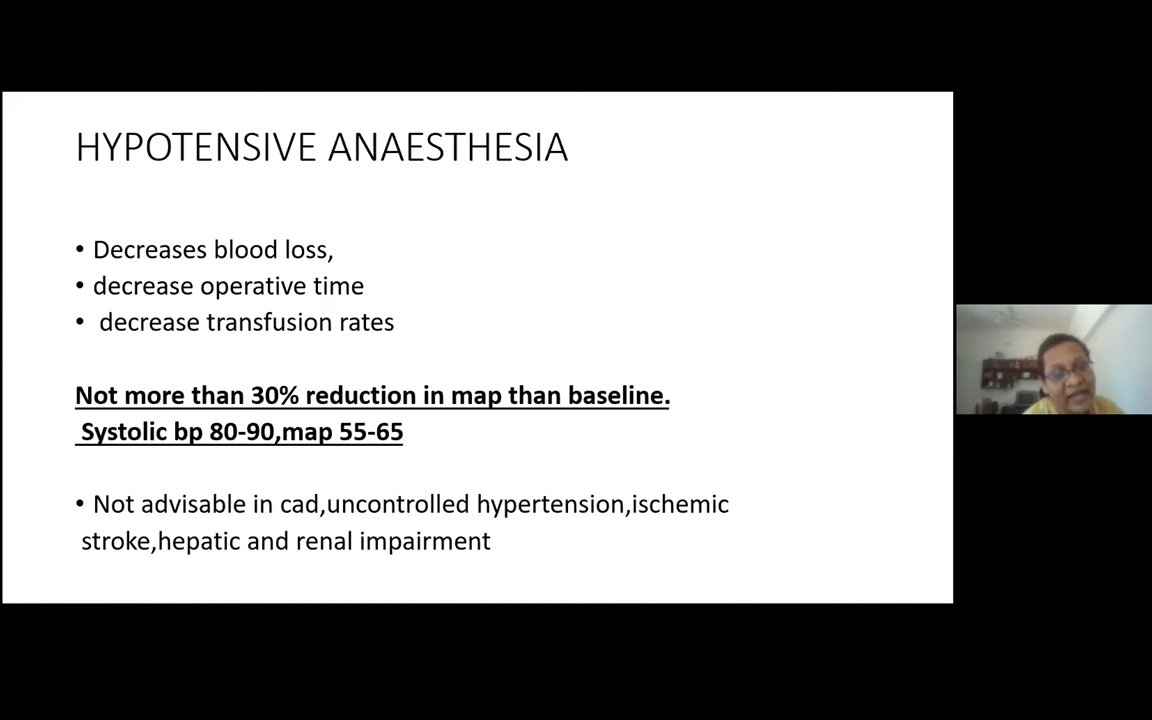 HYPOTENSIVE ANAESTHESIA
• Decreases blood loss,
• decrease operative time
• decrease transfusion rates
Not more than 30% reduction in map than baseline.
Systolic bp 80-90,map 55-65
• Not advisable in cad,uncontrolled hypertension,ischemic
stroke,hepatic and renal impairment